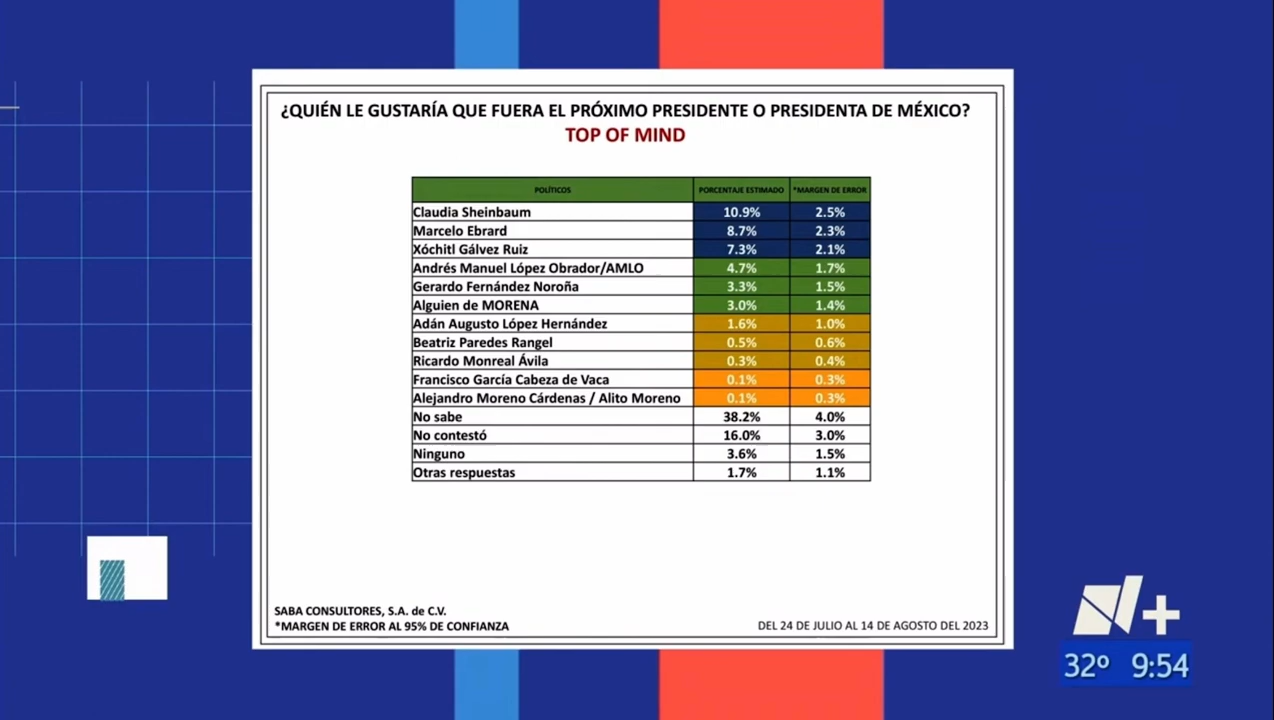 ¿QUIÉN LE GUSTARÍA QUE FUERA EL PRÓXIMO PRESIDENTE O PRESIDENTA DE MÉXICO?
TOP OF MIND
POLÍTICOS PORCENTAJE ESTIMADO *MARGEN DE ERROR
Claudia Sheinbaum 10.9% 2.5%
Marcelo Ebrard 8.7% 2.3%
Xóchitl Gálvez Ruiz 7.3% 2.1%
Andrés Manuel López Obrador/AMLO 4.7% 1.7%
Gerardo Fernández Noroña 3.3% 1.5%
Alguien de MORENA 3.0% 1.4%
Adán Augusto López Hernández 1.6% 1.0%
Beatriz Paredes Rangel 0.5% 0.6%
Ricardo Monreal Ávila 0.3% 0.4%
Francisco García Cabeza de Vaca 0.1% 0.3%
Alejandro Moreno Cárdenas / Alito Moreno 0.1% 0.3%
No sabe 38.2% 4.0%
No contestó 16.0% 3.0%
Ninguno 3.6% 1.5%
Otras respuestas 1.7% 1.1%
SABA CONSULTORES, S.A. de C.V.
*MARGEN DE ERROR AL 95% DE CONFIANZA
DEL 24 DE JULIO AL 14 DE AGOSTO DEL 2023
N+
32º 9:54